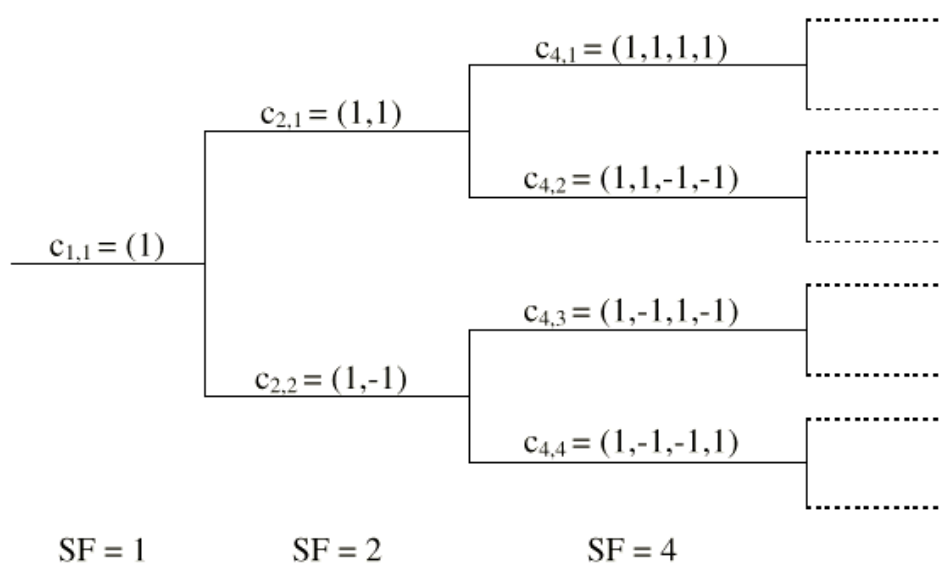 c4,1 = (1,1,1,1)
c2,1 = (1,1)
c4,2 = (1,1,-1,-1)
c1,1 = (1)
c4,3 = (1,-1,1,-1)
c2,2 = (1,-1)
c4,4 = (1,-1,-1,1)
SF = 1 SF = 2 SF = 4